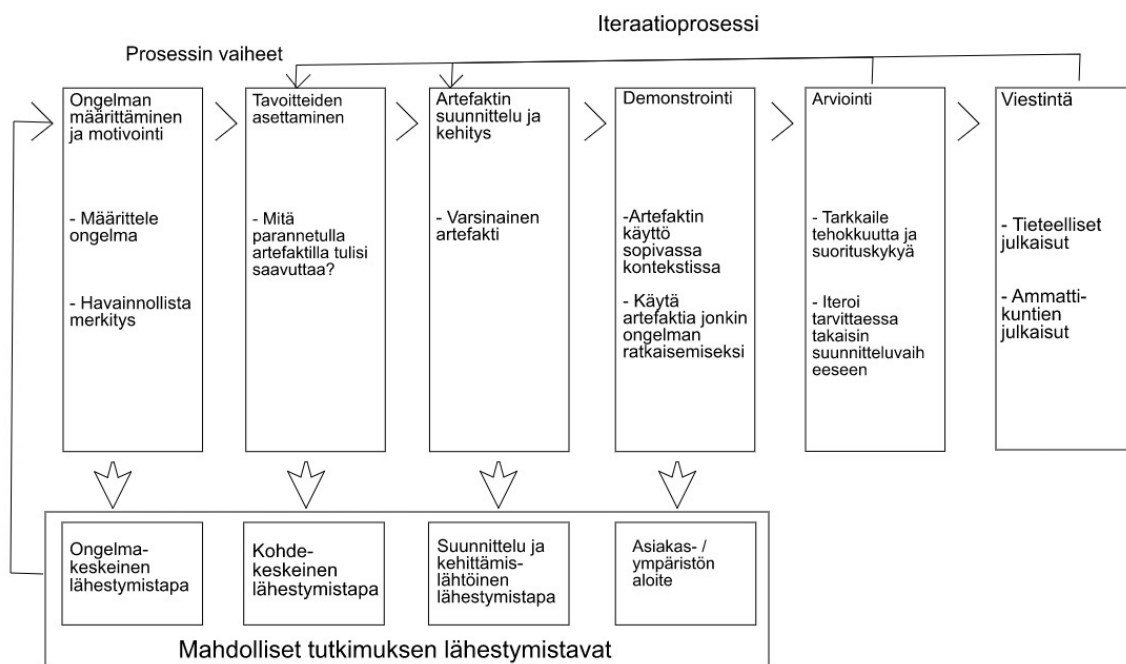 Iteraatioprosessi
Prosessin vaiheet
Ongelman
määrittäminen
ja motivointi
- Määrittele
ongelma
- Havainnollista
merkitys
Tavoitteiden
asettaminen
- Mitä
parannetulla
artefaktilla tulisi
saavuttaa?
Artefaktin
suunnittelu ja
kehitys
- Varsinainen
artefakti
Demonstrointi
-Artefaktin
käyttö
sopivassa
kontekstissa
- Käytä
artefaktia jonkin
ongelman
ratkaisemiseksi
Arviointi
- Tarkkaile
tehokkuutta ja
suorituskykyä
- Iteroi
tarvittaessa
takaisin
suunnitteluvaih
eeseen
Viestintä
- Tieteelliset
julkaisut
- Ammatti-
kuntien
julkaisut
Ongelma-
keskeinen
lähestymistapa
Kohde-
keskeinen
lähestymistapa
Suunnittelu ja
kehittämis-
lähtöinen
lähestymistapa
Asiakas- /
ympäristön
aloite
Mahdolliset tutkimuksen lähestymistavat